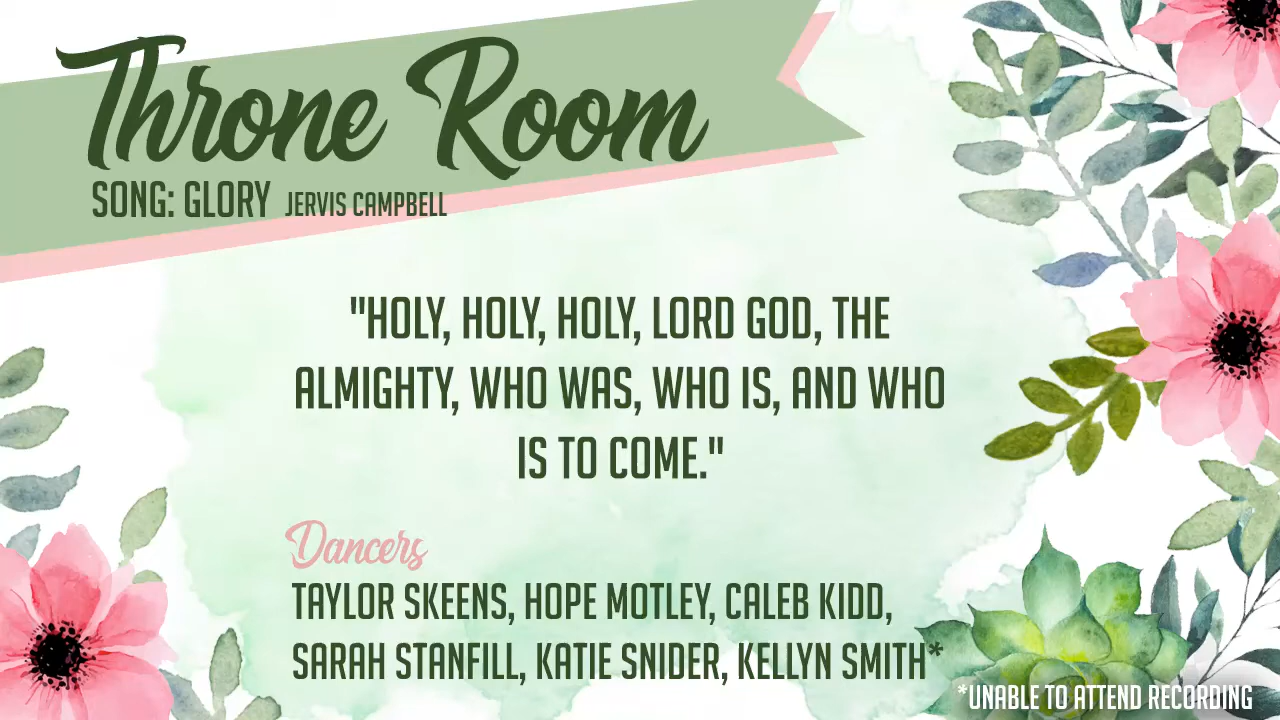 Throne Room
SONG: GLORY JERVIS CAMPBELL
"HOLY, HOLY, HOLY, LORD GOD, THE
ALMIGHTY, WHO WAS, WHO IS, AND WHO
IS TO COME."
Dancers
TAYLOR SKEENS, HOPE MOTLEY, CALEB KIDD,
SARAH STANFILL, KATIE SNIDER, KELLYN SMITH*
*UNABLE TO ATTEND RECORDING